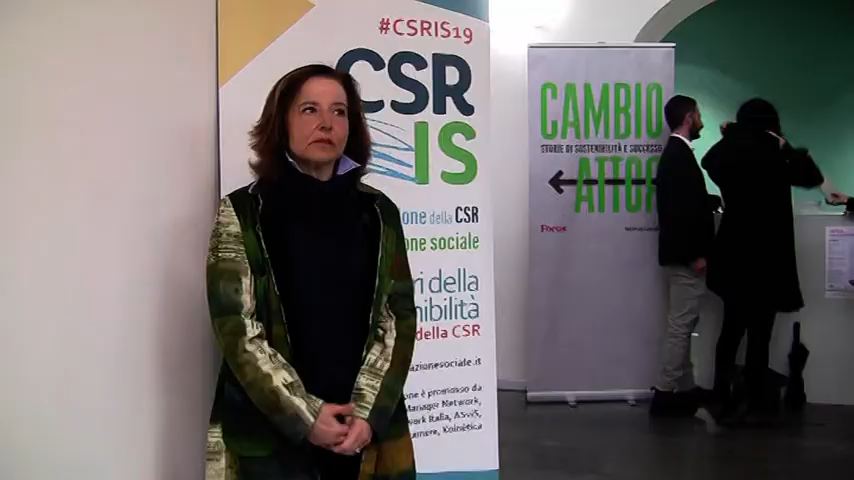 #CSRIS19
CSR
IS
one della CSR
one sociale
ri della
nibilità
della CSR
azionesociale.it
one è promosso da
Manager Network,
work Italia, ASviS,
amere, Koinètica
CAMBIO
STORIE DI SOSTENIBILITÀ E SUCCESSO
ATTOR
Focus